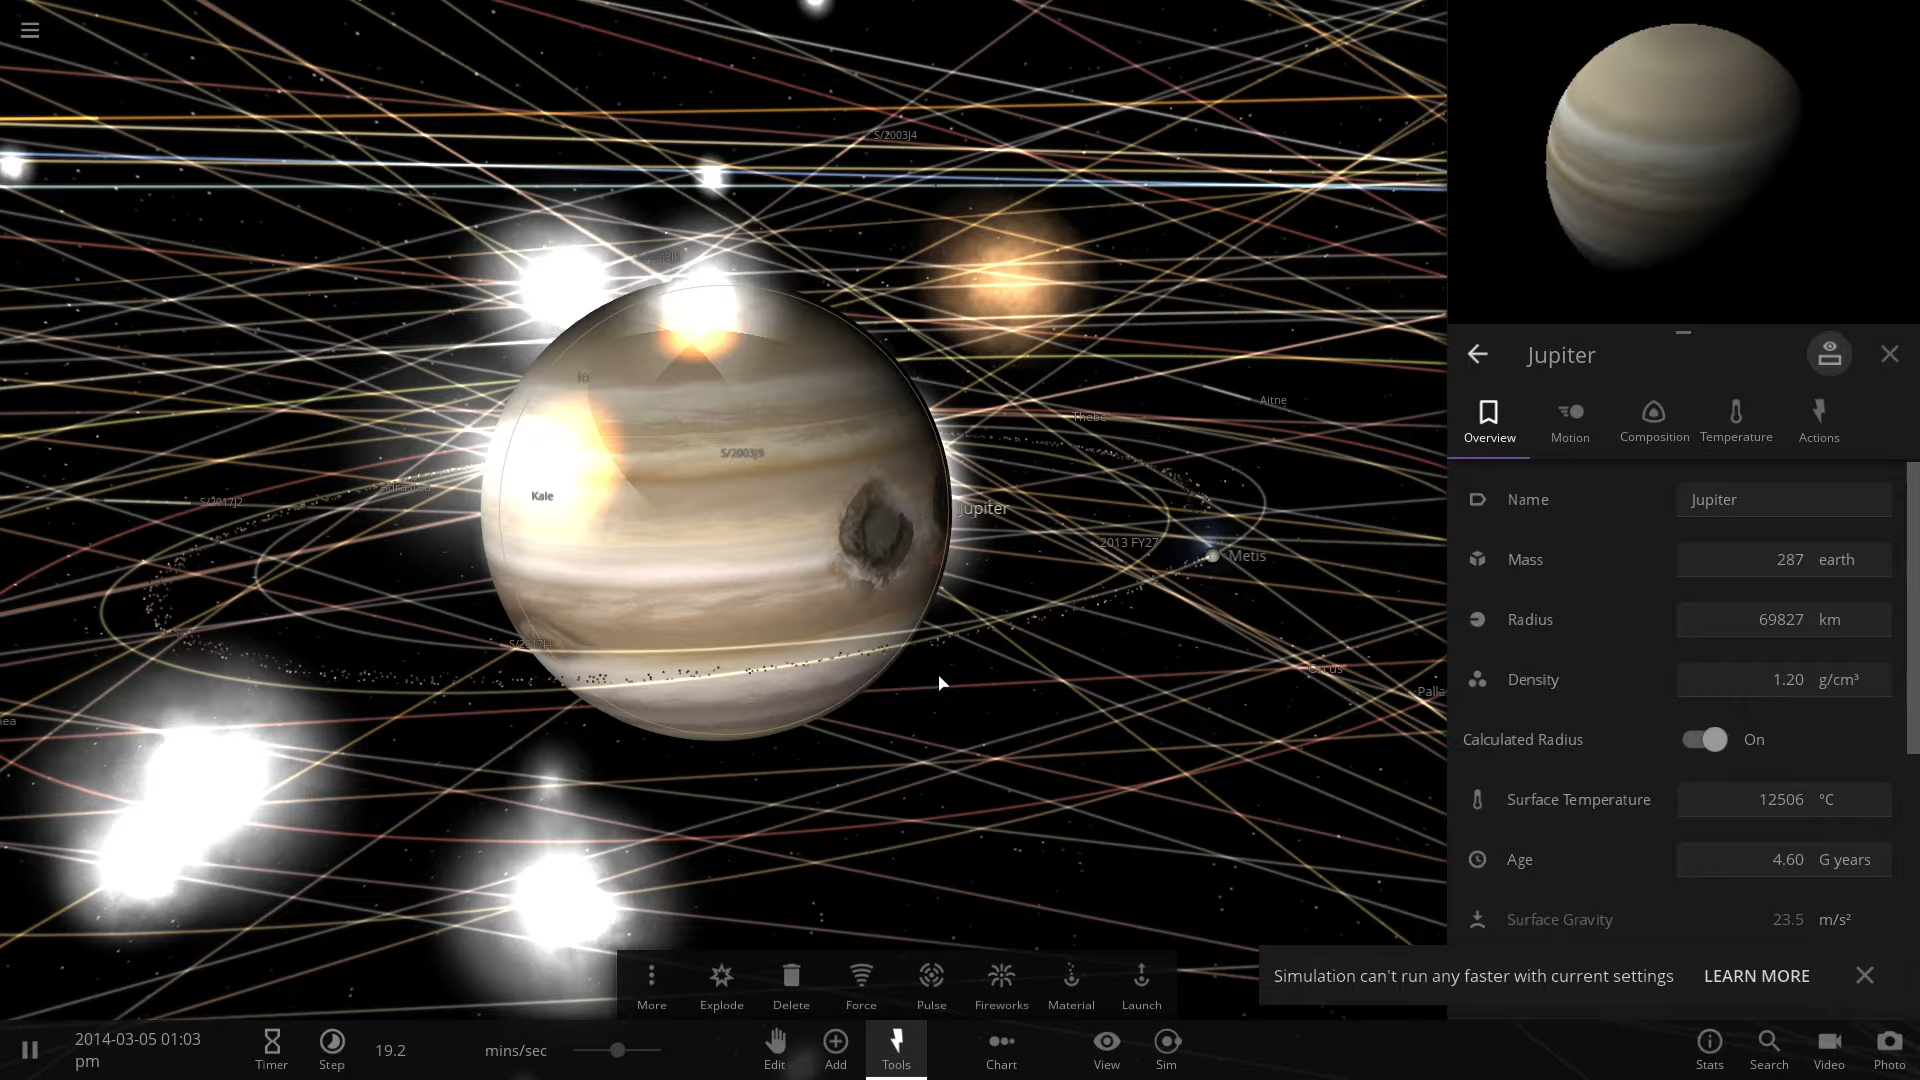 S/2003J4
Aitne
S/2003J9
Kale
S/2017J2
Jupiter
2013 FY27
Metis
Jupiter
Overview
Motion
Composition
Temperature
Actions
Name
Jupiter
Mass
287 earth
Radius
69827 km
Density
1.20 g/cm³
Calculated Radius
On
Surface Temperature
12506 °C
Age
4.60 G years
Surface Gravity
23.5 m/s²
Simulation can't run any faster with current settings
LEARN MORE
More
Explode
Delete
Force
Pulse
Fireworks
Material
Launch
2014-03-05 01:03
pm
Timer
Step
19.2
mins/sec
Edit
Add
Tools
Chart
View
Sim
Stats
Search
Video
Photo